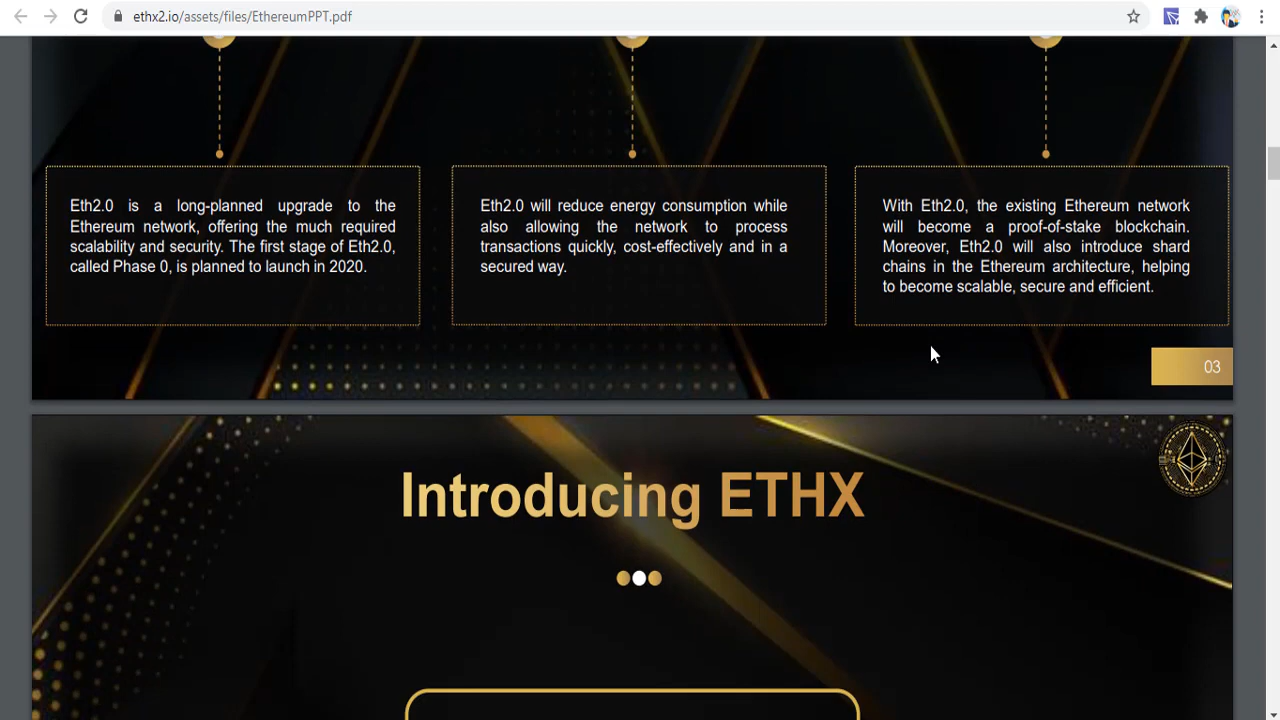 ethx2.io/assets/files/EthereumPPT.pdf
Eth2.0 is a long-planned upgrade to the
Ethereum network, offering the much required
scalability and security. The first stage of Eth2.0,
called Phase 0, is planned to launch in 2020.
Eth2.0 will reduce energy consumption while
also allowing the network to process
transactions quickly, cost-effectively and in a
secured way.
With Eth2.0, the existing Ethereum network
will become a proof-of-stake blockchain.
Moreover, Eth2.0 will also introduce shard
chains in the Ethereum architecture, helping
to become scalable, secure and efficient.
03
Introducing ETHX